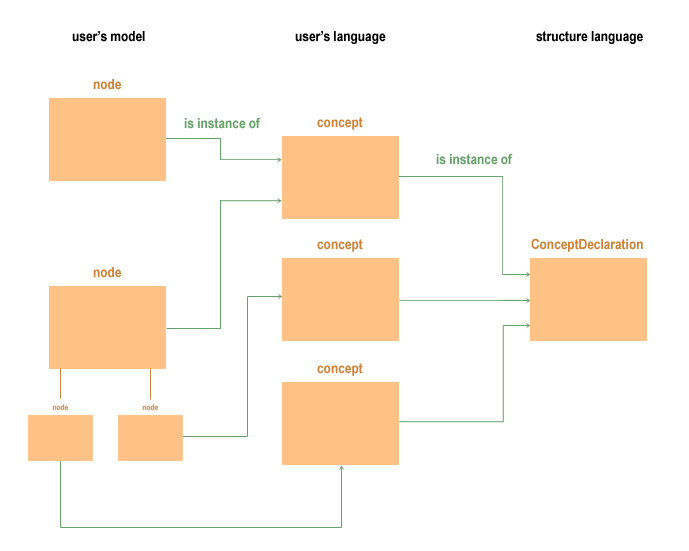 user's model
user's language
structure language
node
is instance of
concept
is instance of
concept
ConceptDeclaration
node
concept
node
node